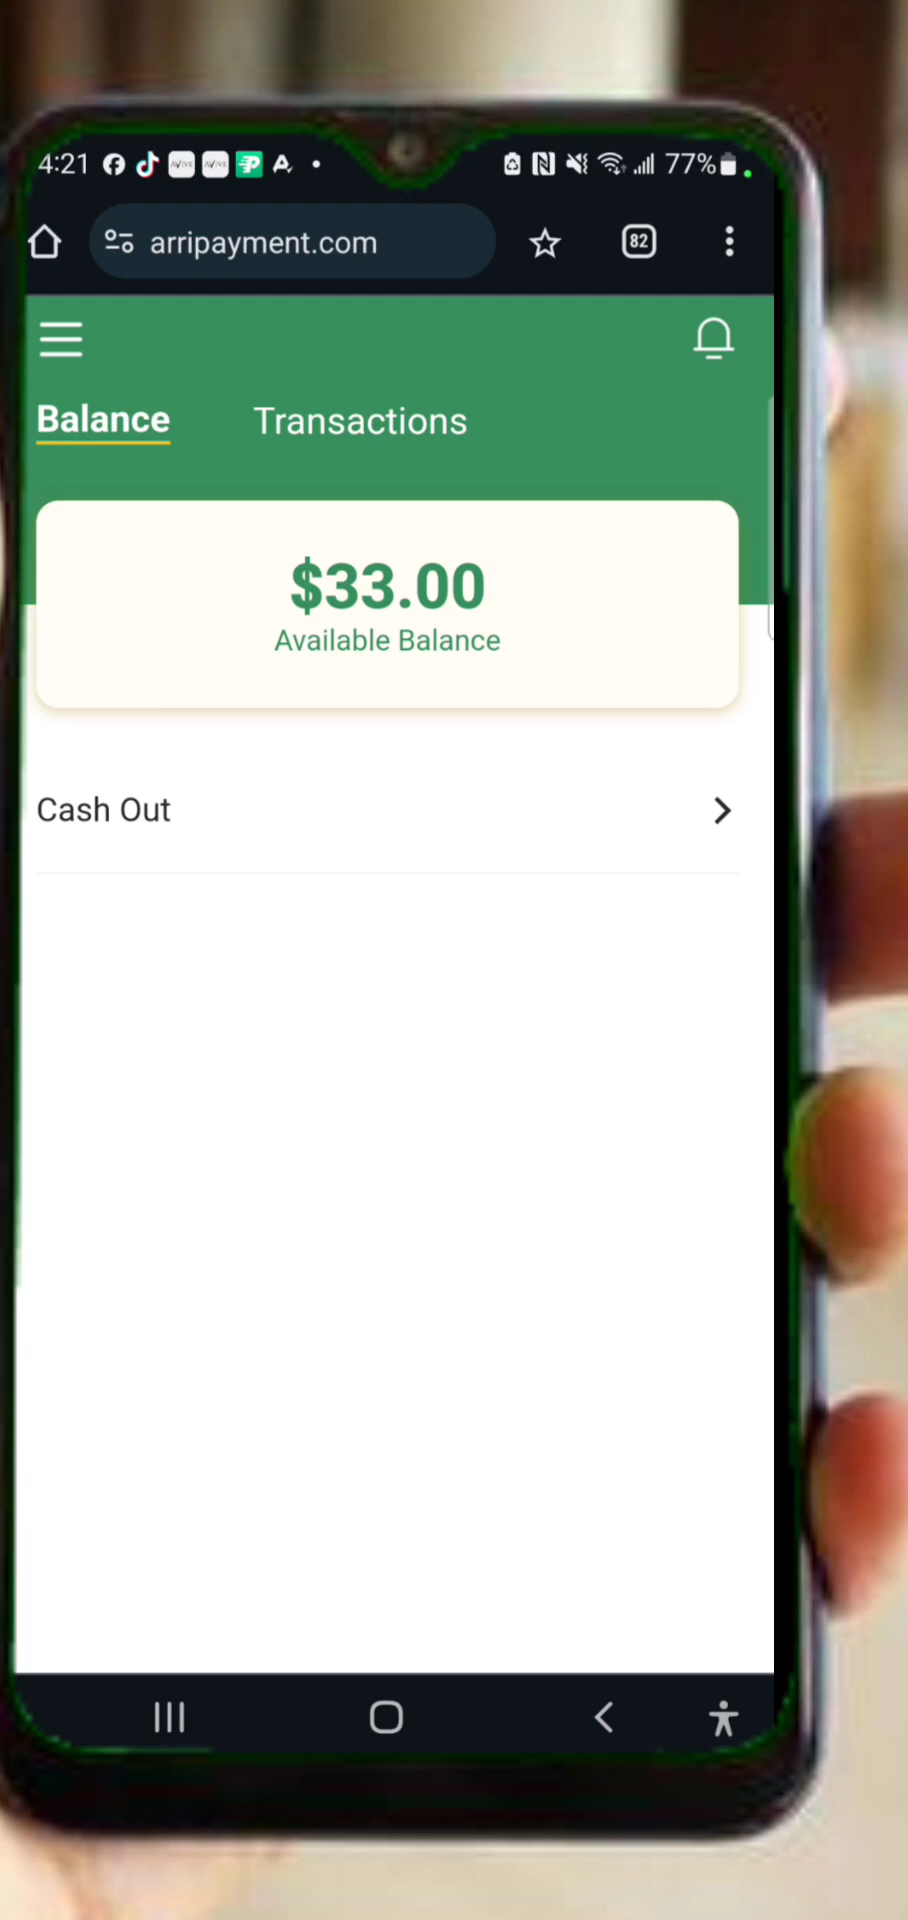 4:21
77%
arripayment.com
82
Balance
Transactions
$33.00
Available Balance
Cash Out